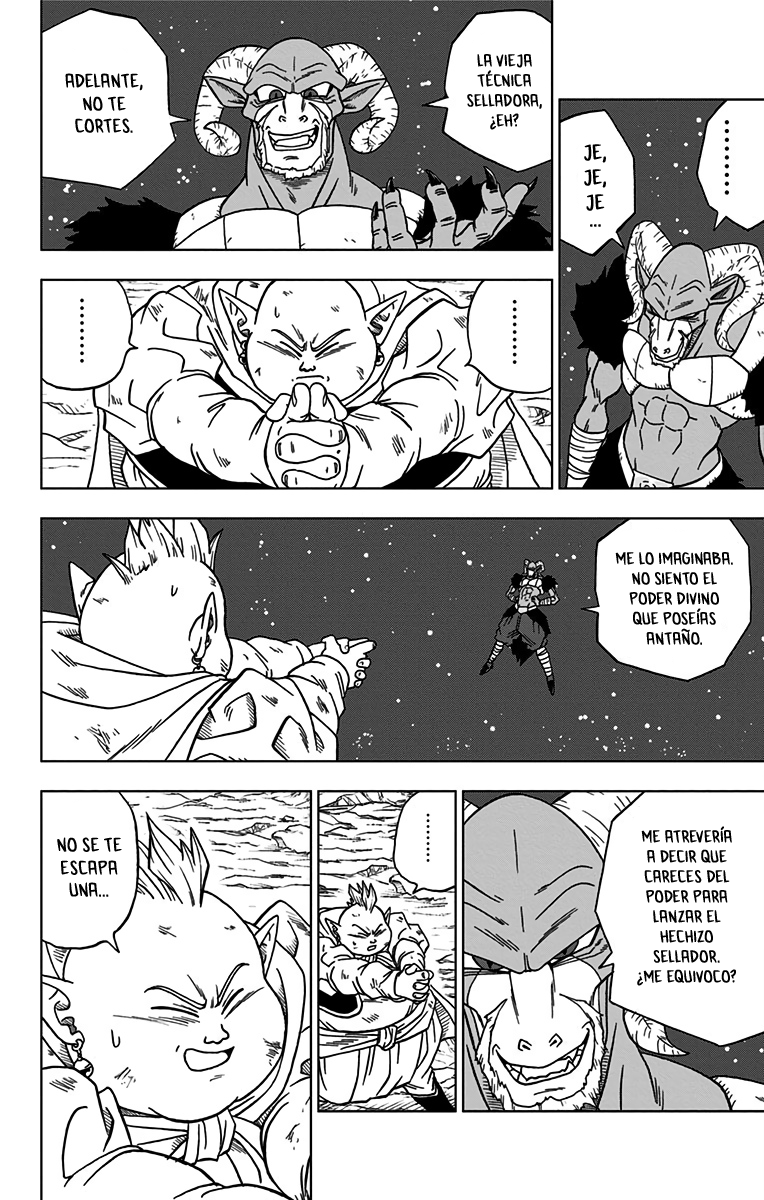 ........
JE,
JE,
JE
...
LA VIEJA
TÉCNICA
SELLADORA,
¿EH?
ADELANTE,
NO TE
CORTES.
........
........
ME LO IMAGINABA.
NO SIENTO EL
PODER DIVINO
QUE POSEÍAS
ANTAÑO.
ME ATREVERÍA
A DECIR QUE
CARECES DEL
PODER PARA
LANZAR EL
HECHIZO
SELLADOR.
¿ME EQUIVOCO?
......
NO SE TE
ESCAPA
UNA...